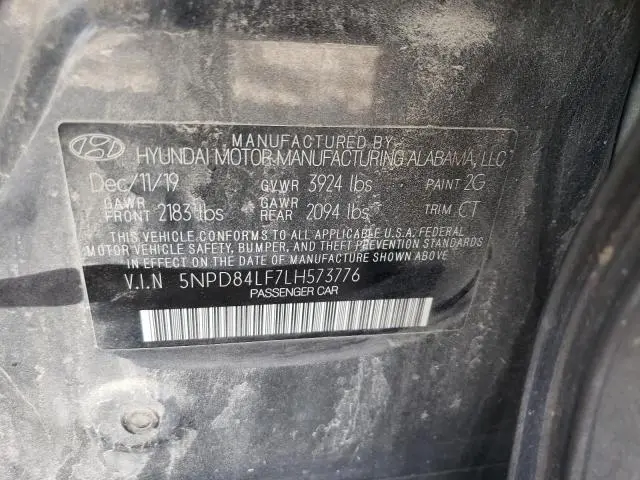 MANUFACTURED BY
HYUNDAI MOTOR MANUFACTURING ALABAMA, LLC
Dec/11/19 GVWR 3924 lbs PAINT 2G
GAWR FRONT 2183 lbs GAWR REAR 2094 lbs TRIM CT
THIS VEHICLE CONFORMS TO ALL APPLICABLE U.S.A. FEDERAL
MOTOR VEHICLE SAFETY, BUMPER, AND THEFT PREVENTION STANDARDS
IN EFFECT ON THE DATE OF MANUFACTURE SHOWN ABOVE.
V.I.N 5NPD84LF7LH573776
PASSENGER CAR